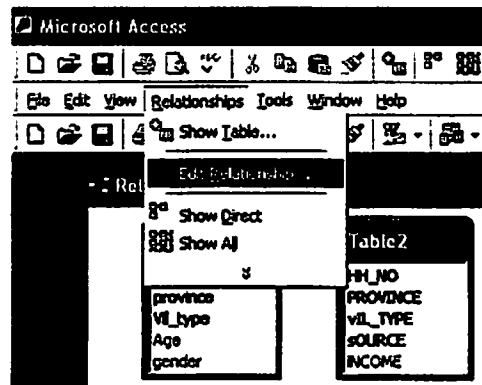 Microsoft Access
File Edit View Relationships Tools Window Help
Show Table...
Edit Relationship...
Rel
Show Direct
Show All
Table2
HH_NO
PROVINCE
vIL_TYPE
sOURCE
INCOME
province
Vil_type
Age
gender